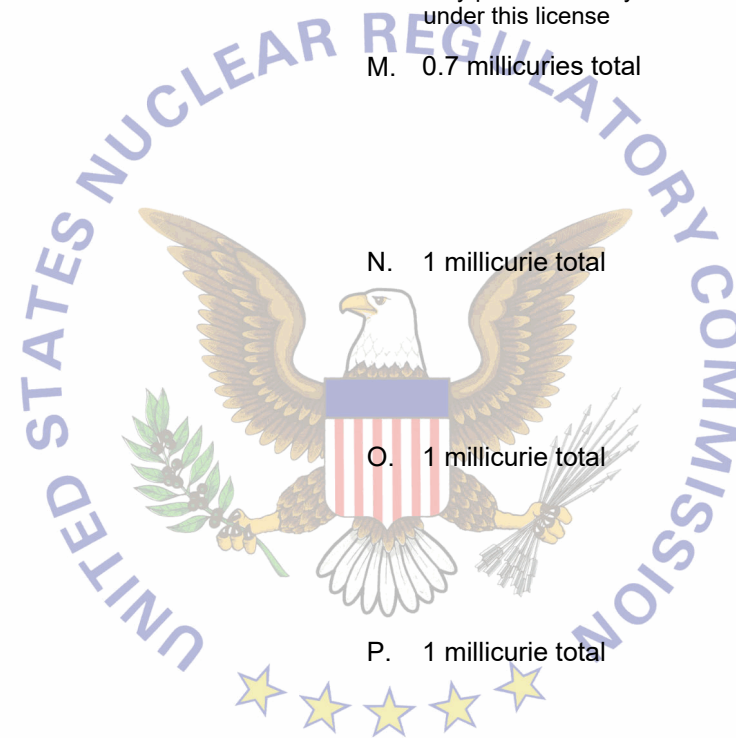 under this license
M. 0.7 millicuries total
N. 1 millicurie total
O. 1 millicurie total
P. 1 millicurie total
UNITED STATES NUCLEAR REGULATORY COMMISSION